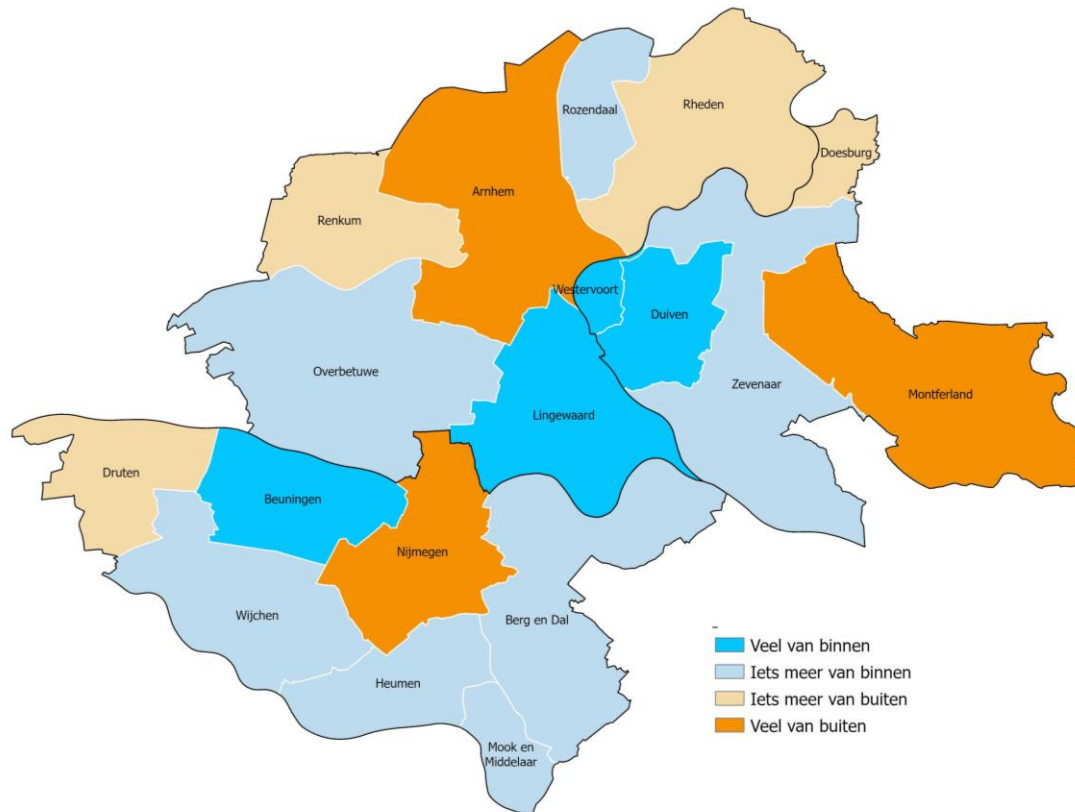 Rozendaal
Rheden
Doesburg
Arnhem
Renkum
Westervoort
Duiven
Overbetuwe
Zevenaar
Montferland
Lingewaard
Druten
Beuningen
Nijmegen
Wijchen
Berg en Dal
Heumen
Mook en
Middelaar
-
Veel van binnen
Iets meer van binnen
Iets meer van buiten
Veel van buiten